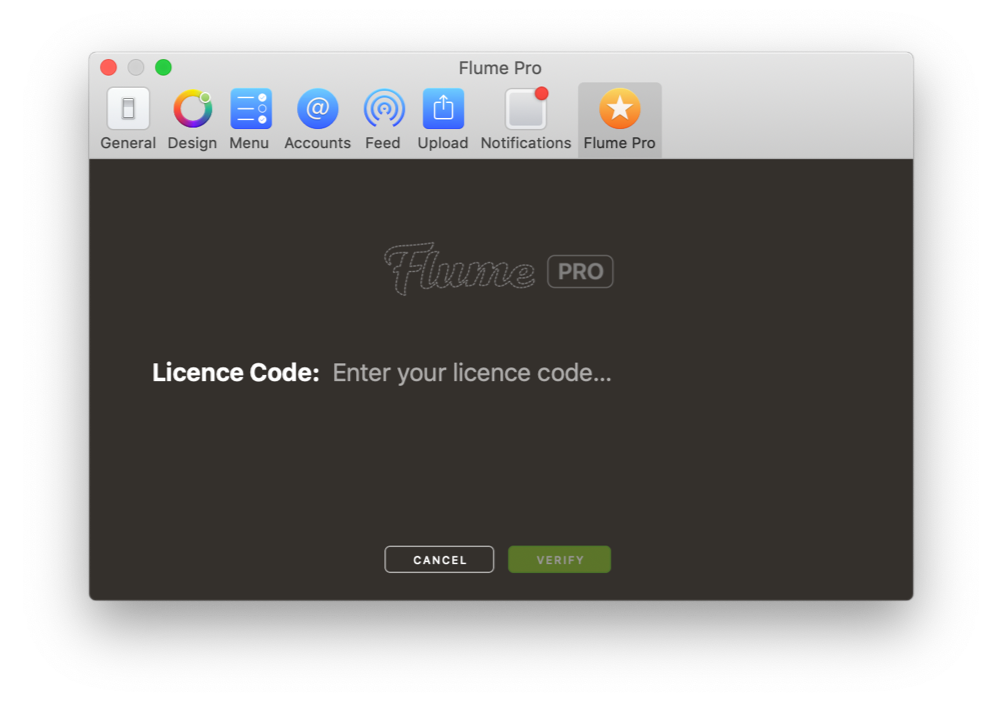 Flume Pro
General Design Menu Accounts Feed Upload Notifications Flume Pro
Flume PRO
Licence Code: Enter your licence code...
CANCEL VERIFY